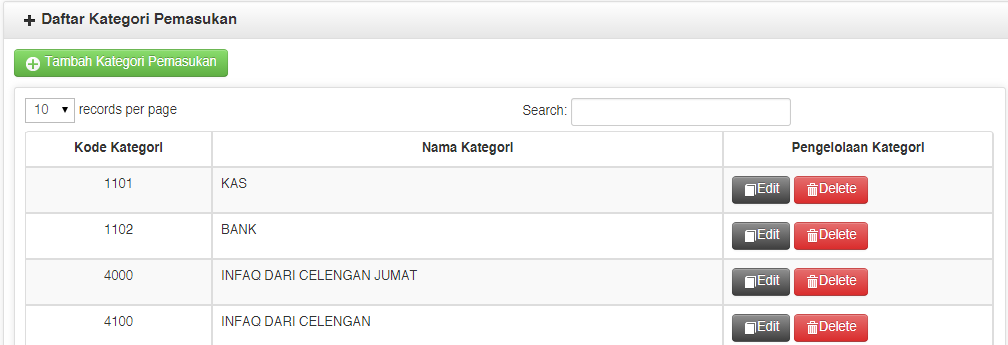 Daftar Kategori Pemasukan
Tambah Kategori Pemasukan
10 records per page Search:
Kode Kategori Nama Kategori Pengelolaan Kategori
1101 KAS Edit Delete
1102 BANK Edit Delete
4000 INFAQ DARI CELENGAN JUMAT Edit Delete
4100 INFAQ DARI CELENGAN Edit Delete